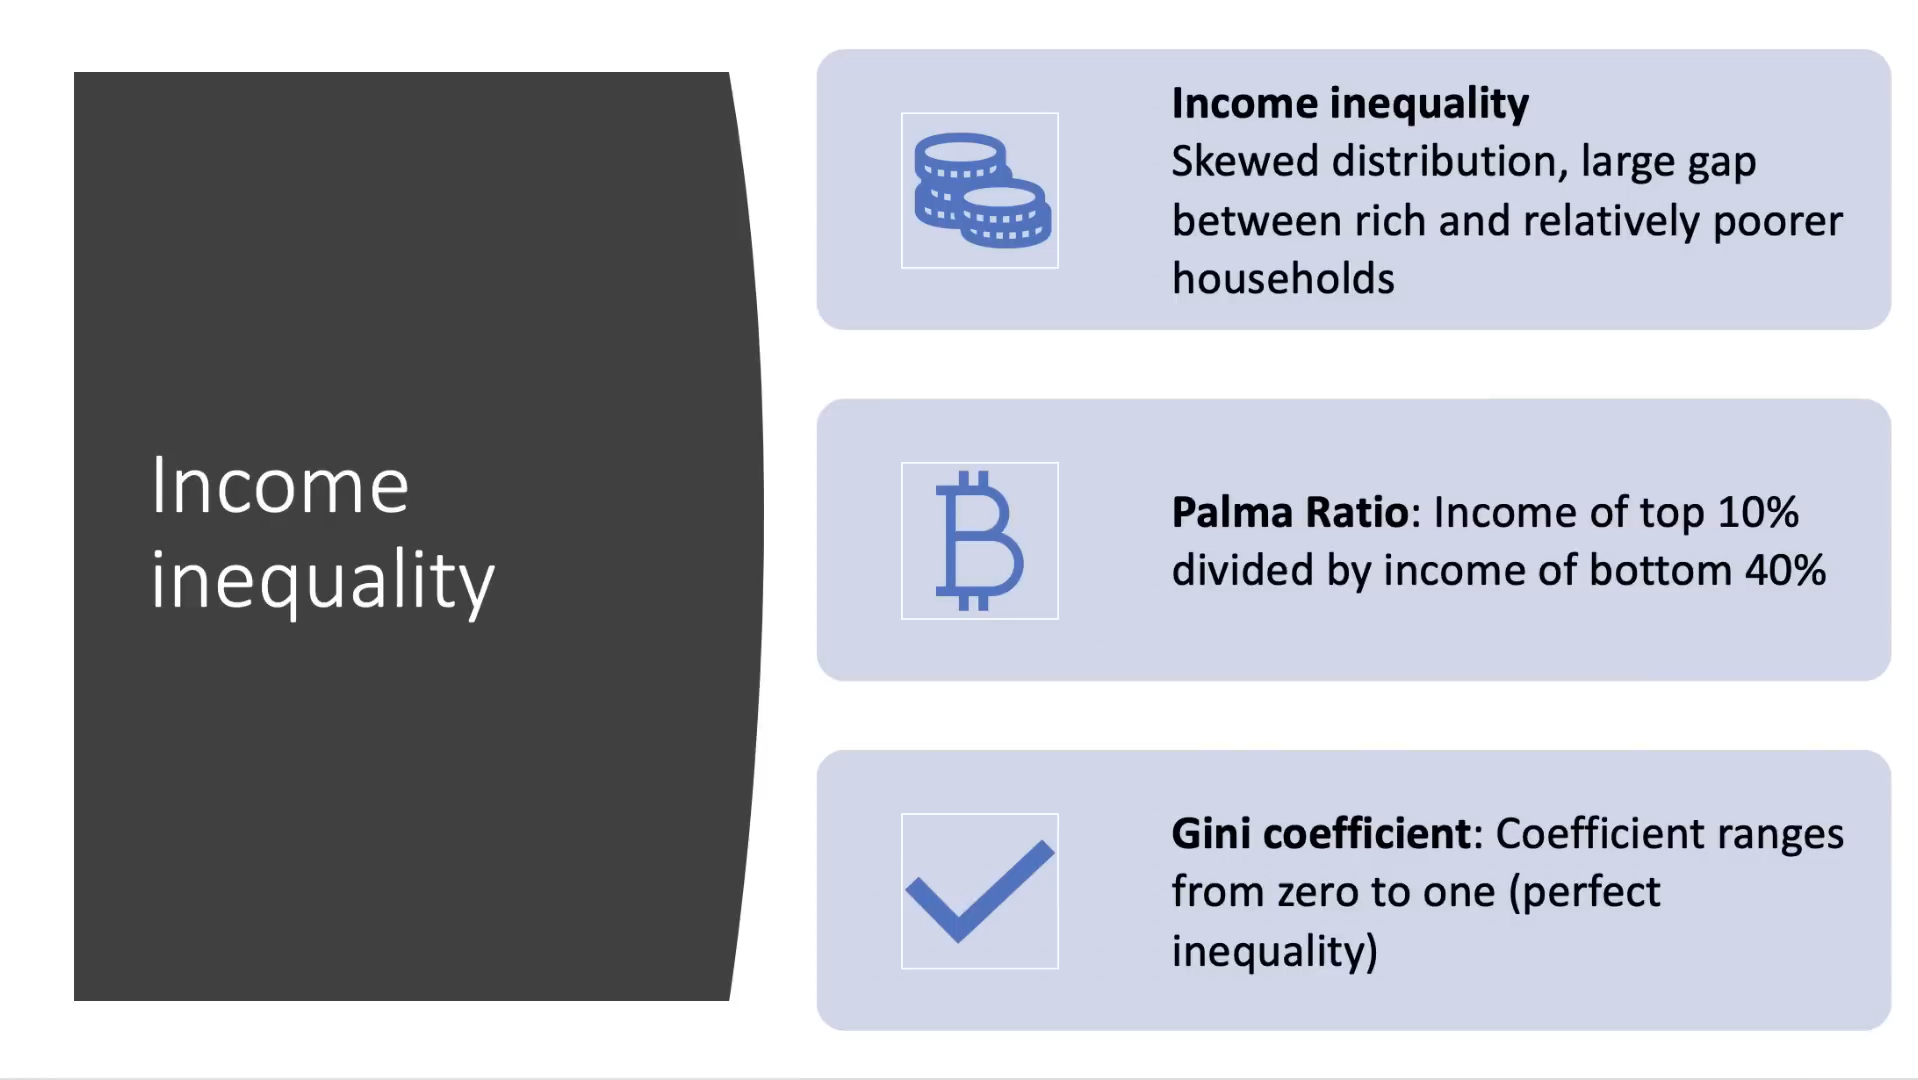 Income
inequality
Income inequality
Skewed distribution, large gap
between rich and relatively poorer
households
Palma Ratio: Income of top 10%
divided by income of bottom 40%
Gini coefficient: Coefficient ranges
from zero to one (perfect
inequality)